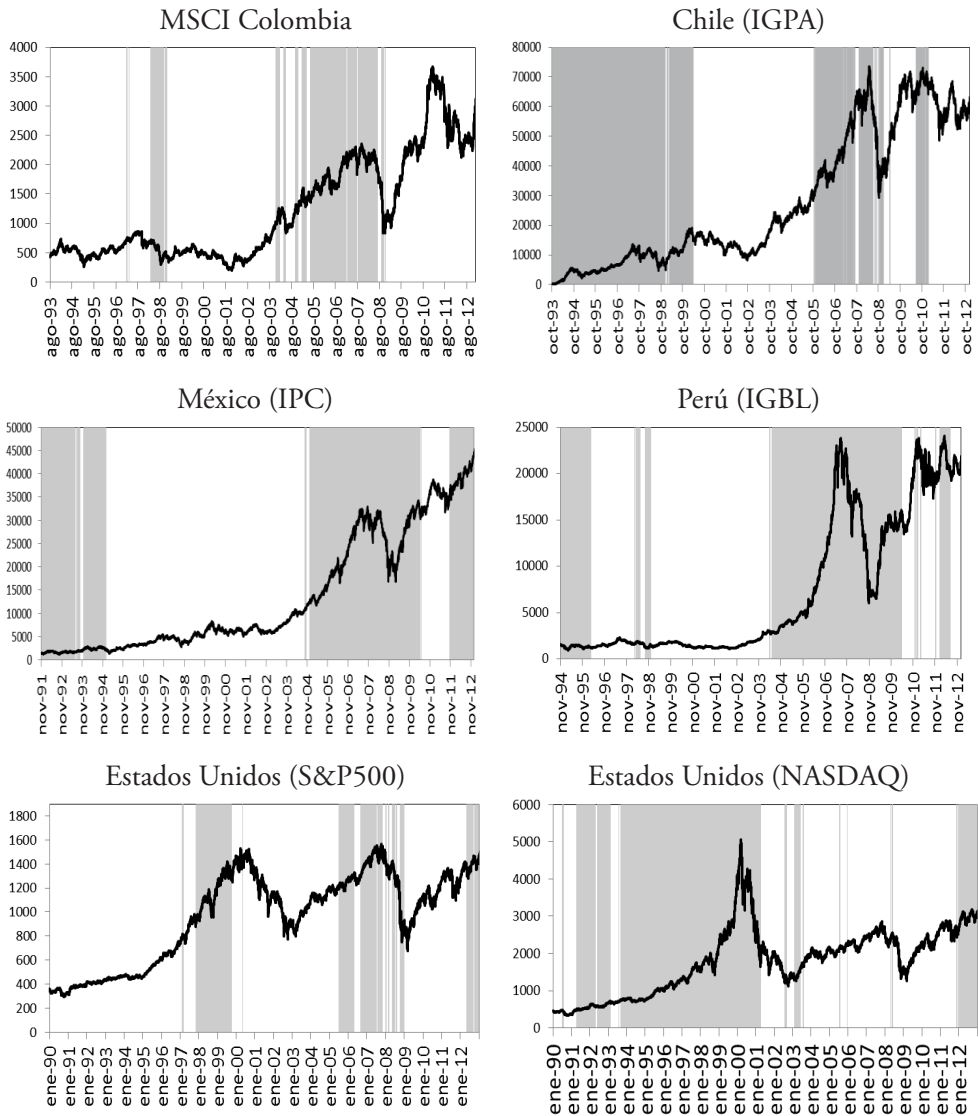 MSCI Colombia
4000
3500
3000
2500
2000
1500
1000
500
0
ago-93
ago-94
ago-95
ago-96
ago-97
ago-98
ago-99
ago-00
ago-01
ago-02
ago-03
ago-04
ago-05
ago-06
ago-07
ago-08
ago-09
ago-10
ago-11
ago-12
Chile (IGPA)
80000
70000
60000
50000
40000
30000
20000
10000
0
oct-93
oct-94
oct-95
oct-96
oct-97
oct-98
oct-99
oct-00
oct-01
oct-02
oct-03
oct-04
oct-05
oct-06
oct-07
oct-08
oct-09
oct-10
oct-11
oct-12
México (IPC)
50000
45000
40000
35000
30000
25000
20000
15000
10000
5000
0
nov-91
nov-92
nov-93
nov-94
nov-95
nov-96
nov-97
nov-98
nov-99
nov-00
nov-01
nov-02
nov-03
nov-04
nov-05
nov-06
nov-07
nov-08
nov-09
nov-10
nov-11
nov-12
Perú (IGBL)
25000
20000
15000
10000
5000
0
nov-94
nov-95
nov-96
nov-97
nov-98
nov-99
nov-00
nov-01
nov-02
nov-03
nov-04
nov-05
nov-06
nov-07
nov-08
nov-09
nov-10
nov-11
nov-12
Estados Unidos (S&P500)
1800
1600
1400
1200
1000
800
600
400
200
0
ene-90
ene-91
ene-92
ene-93
ene-94
ene-95
ene-96
ene-97
ene-98
ene-99
ene-00
ene-01
ene-02
ene-03
ene-04
ene-05
ene-06
ene-07
ene-08
ene-09
ene-10
ene-11
ene-12
Estados Unidos (NASDAQ)
6000
5000
4000
3000
2000
1000
0
ene-90
ene-91
ene-92
ene-93
ene-94
ene-95
ene-96
ene-97
ene-98
ene-99
ene-00
ene-01
ene-02
ene-03
ene-04
ene-05
ene-06
ene-07
ene-08
ene-09
ene-10
ene-11
ene-12